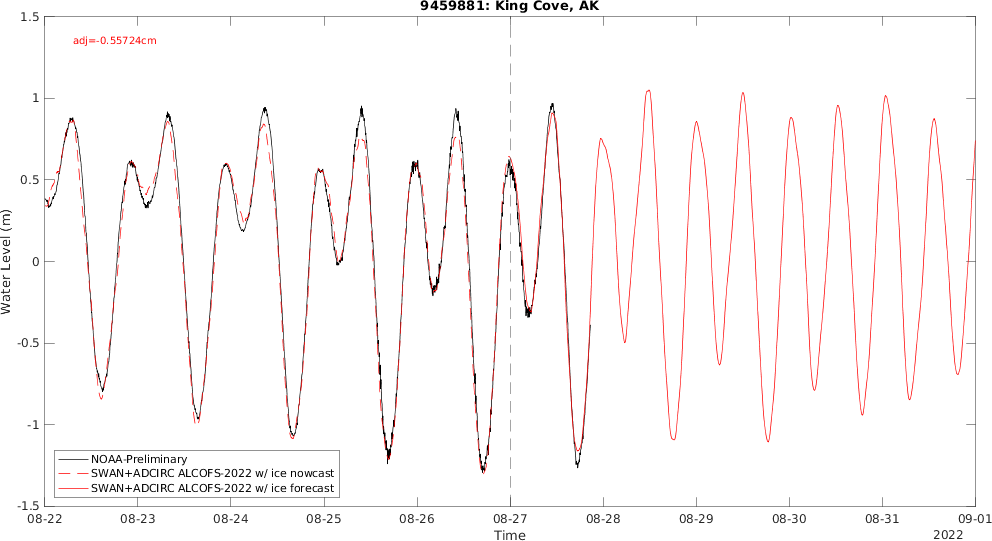 9459881: King Cove, AK
1.5
adj=-0.55724cm
1
0.5
0
-0.5
-1
-1.5
Water Level (m)
NOAA-Preliminary
SWAN+ADCIRC ALCOFS-2022 w/ ice nowcast
SWAN+ADCIRC ALCOFS-2022 w/ ice forecast
08-22 08-23 08-24 08-25 08-26 08-27 08-28 08-29 08-30 08-31 09-01
Time
2022